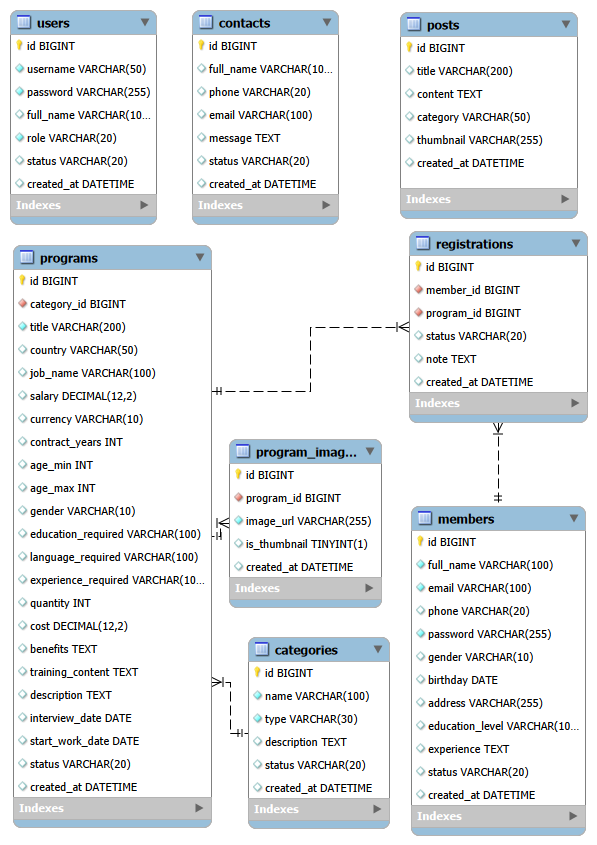 users
id BIGINT
username VARCHAR(50)
password VARCHAR(255)
full_name VARCHAR(10...
role VARCHAR(20)
status VARCHAR(20)
created_at DATETIME
Indexes
contacts
id BIGINT
full_name VARCHAR(10...
phone VARCHAR(20)
email VARCHAR(100)
message TEXT
status VARCHAR(20)
created_at DATETIME
Indexes
posts
id BIGINT
title VARCHAR(200)
content TEXT
category VARCHAR(50)
thumbnail VARCHAR(255)
created_at DATETIME
Indexes
programs
id BIGINT
category_id BIGINT
title VARCHAR(200)
country VARCHAR(50)
job_name VARCHAR(100)
salary DECIMAL(12,2)
currency VARCHAR(10)
contract_years INT
age_min INT
age_max INT
gender VARCHAR(10)
education_required VARCHAR(100)
language_required VARCHAR(100)
experience_required VARCHAR(10...
quantity INT
cost DECIMAL(12,2)
benefits TEXT
training_content TEXT
description TEXT
interview_date DATE
start_work_date DATE
status VARCHAR(20)
created_at DATETIME
Indexes
registrations
id BIGINT
member_id BIGINT
program_id BIGINT
status VARCHAR(20)
note TEXT
created_at DATETIME
Indexes
program_imag...
id BIGINT
program_id BIGINT
image_url VARCHAR(255)
is_thumbnail TINYINT(1)
created_at DATETIME
Indexes
members
id BIGINT
full_name VARCHAR(100)
email VARCHAR(100)
phone VARCHAR(20)
password VARCHAR(255)
gender VARCHAR(10)
birthday DATE
address VARCHAR(255)
education_level VARCHAR(10...
experience TEXT
status VARCHAR(20)
created_at DATETIME
Indexes
categories
id BIGINT
name VARCHAR(100)
type VARCHAR(30)
description TEXT
status VARCHAR(20)
created_at DATETIME
Indexes